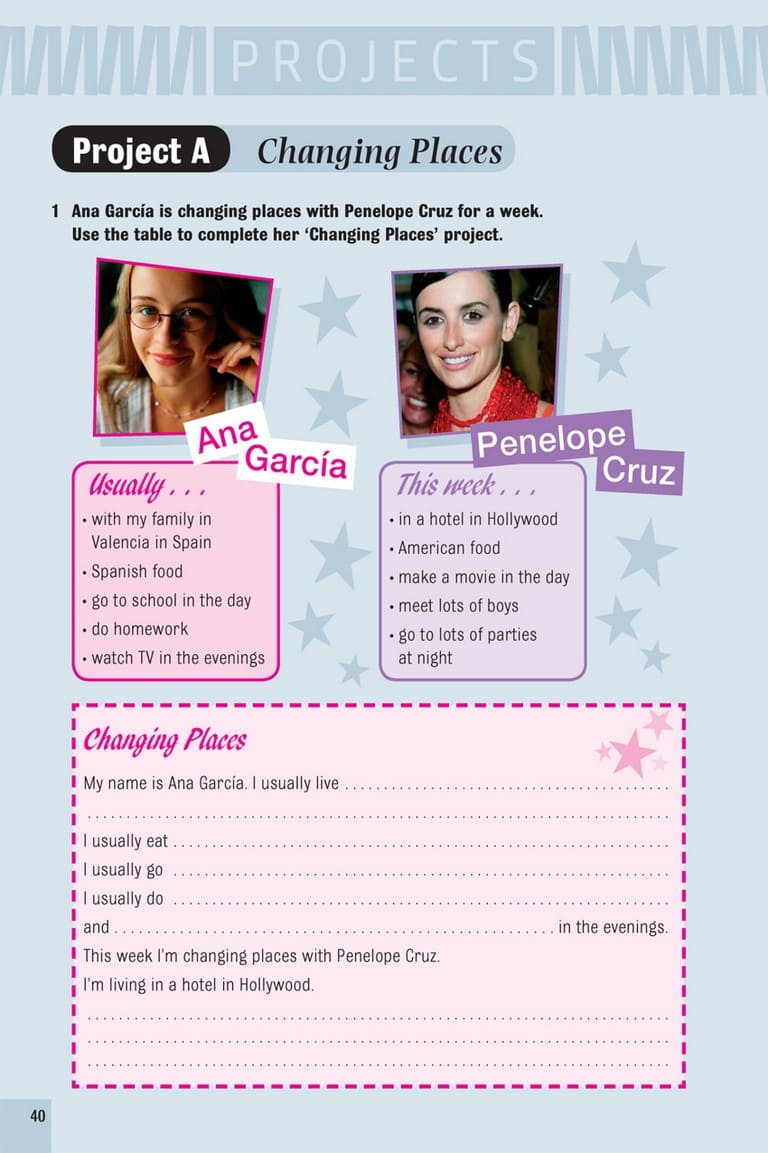 PROJECTS
Project A Changing Places
1 Ana García is changing places with Penelope Cruz for a week.
Use the table to complete her ‘Changing Places’ project.
Ana
García
Usually . . .
• with my family in
Valencia in Spain
• Spanish food
• go to school in the day
• do homework
• watch TV in the evenings
Penelope
Cruz
This week . . .
• in a hotel in Hollywood
• American food
• make a movie in the day
• meet lots of boys
• go to lots of parties
at night
Changing Places
My name is Ana García. I usually live
I usually eat
I usually go
I usually do
and in the evenings.
This week I'm changing places with Penelope Cruz.
I'm living in a hotel in Hollywood.
40